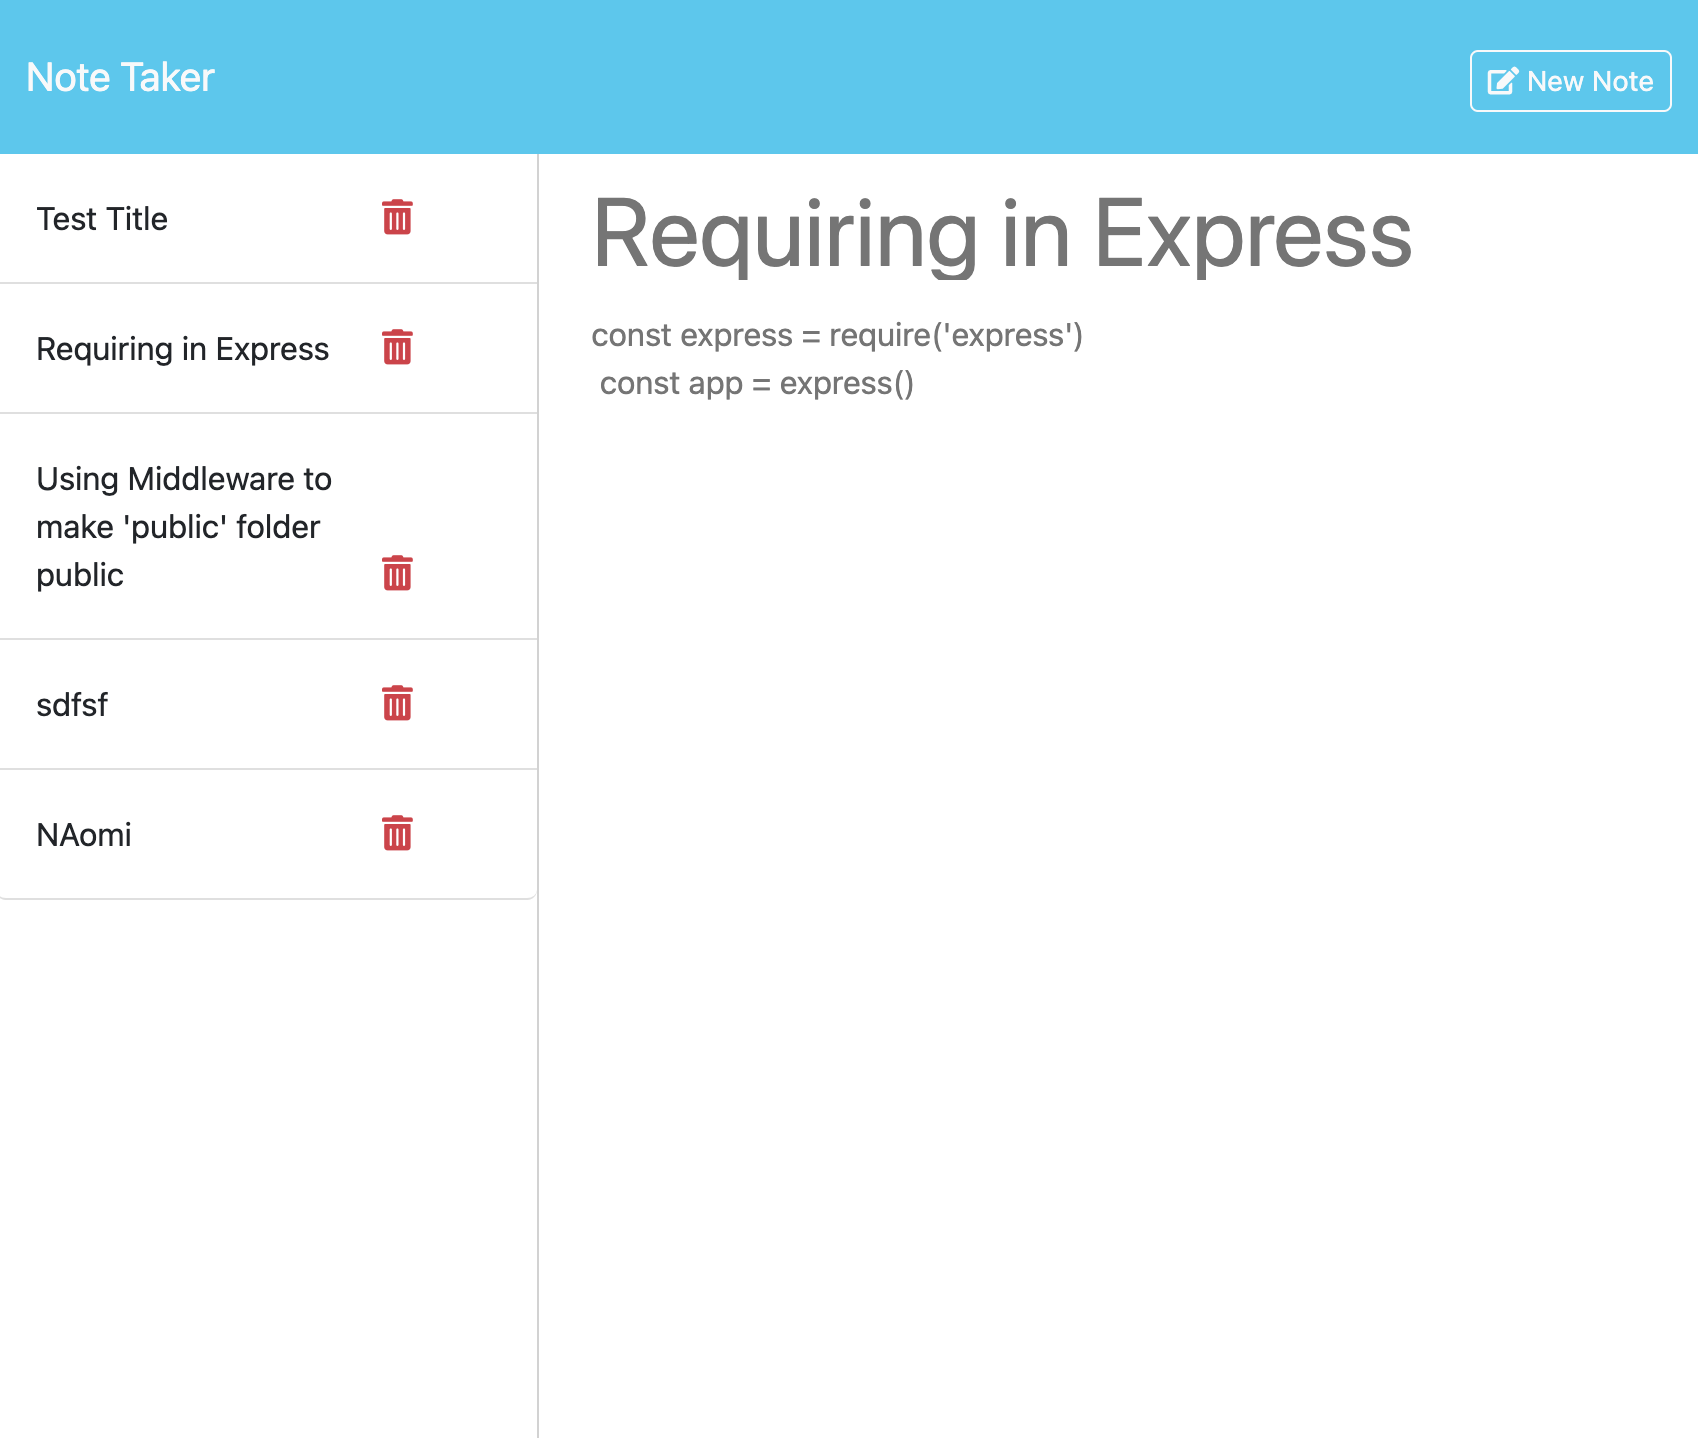 Note Taker
New Note
Test Title
Requiring in Express
Using Middleware to
make 'public' folder
public
sdfsf
NAomi
Requiring in Express
const express = require('express')
const app = express()